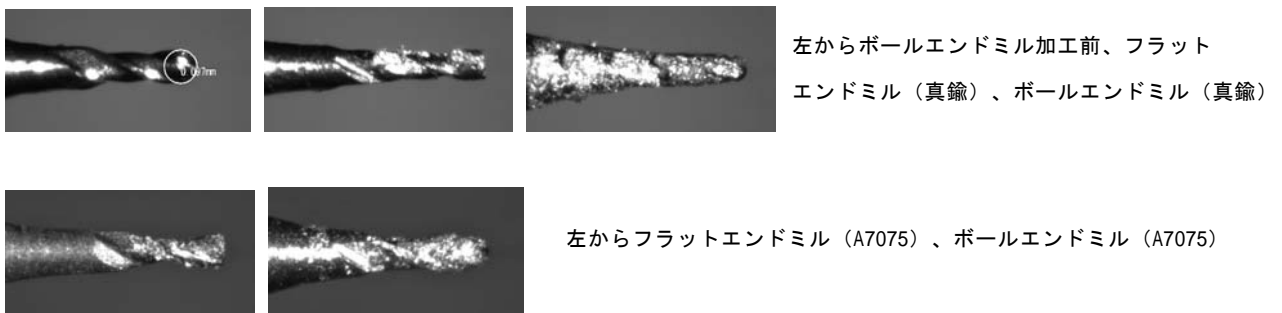 0.097mm
左からボールエンドミル加工前、フラット
エンドミル（真鍮）、ボールエンドミル（真鍮）
左からフラットエンドミル（A7075）、ボールエンドミル（A7075）